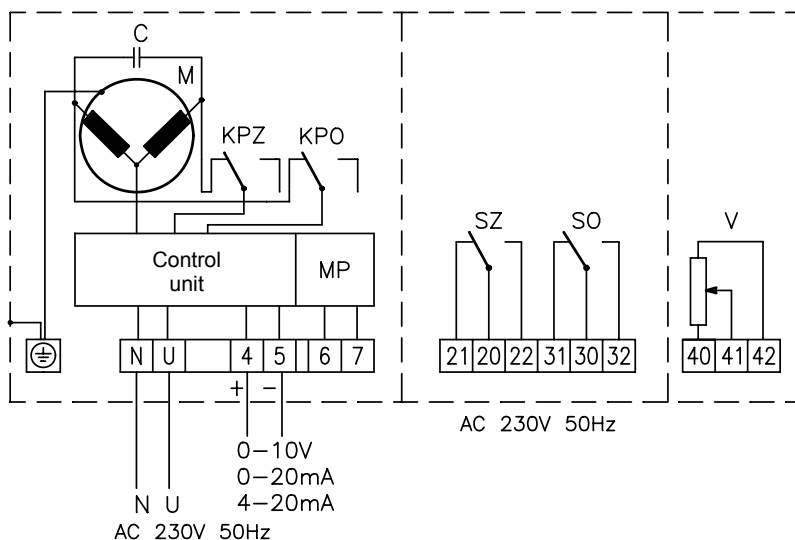 C
M
KPZ KPO
Control
unit
MP
SZ SO
V
N U 4 5 6 7
21 20 22 31 30 32
40 41 42
+ −
AC 230V 50Hz
0–10V
0–20mA
4–20mA
N U
AC 230V 50Hz